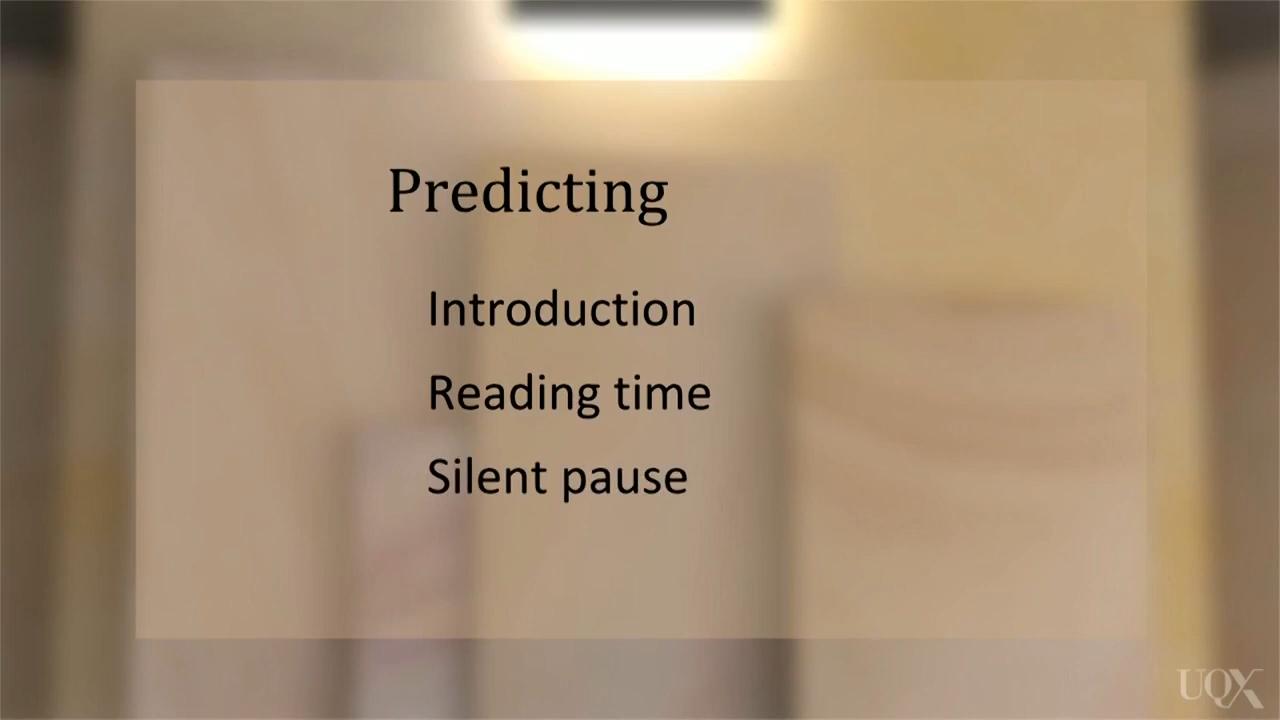 Predicting
Introduction
Reading time
Silent pause
UQX